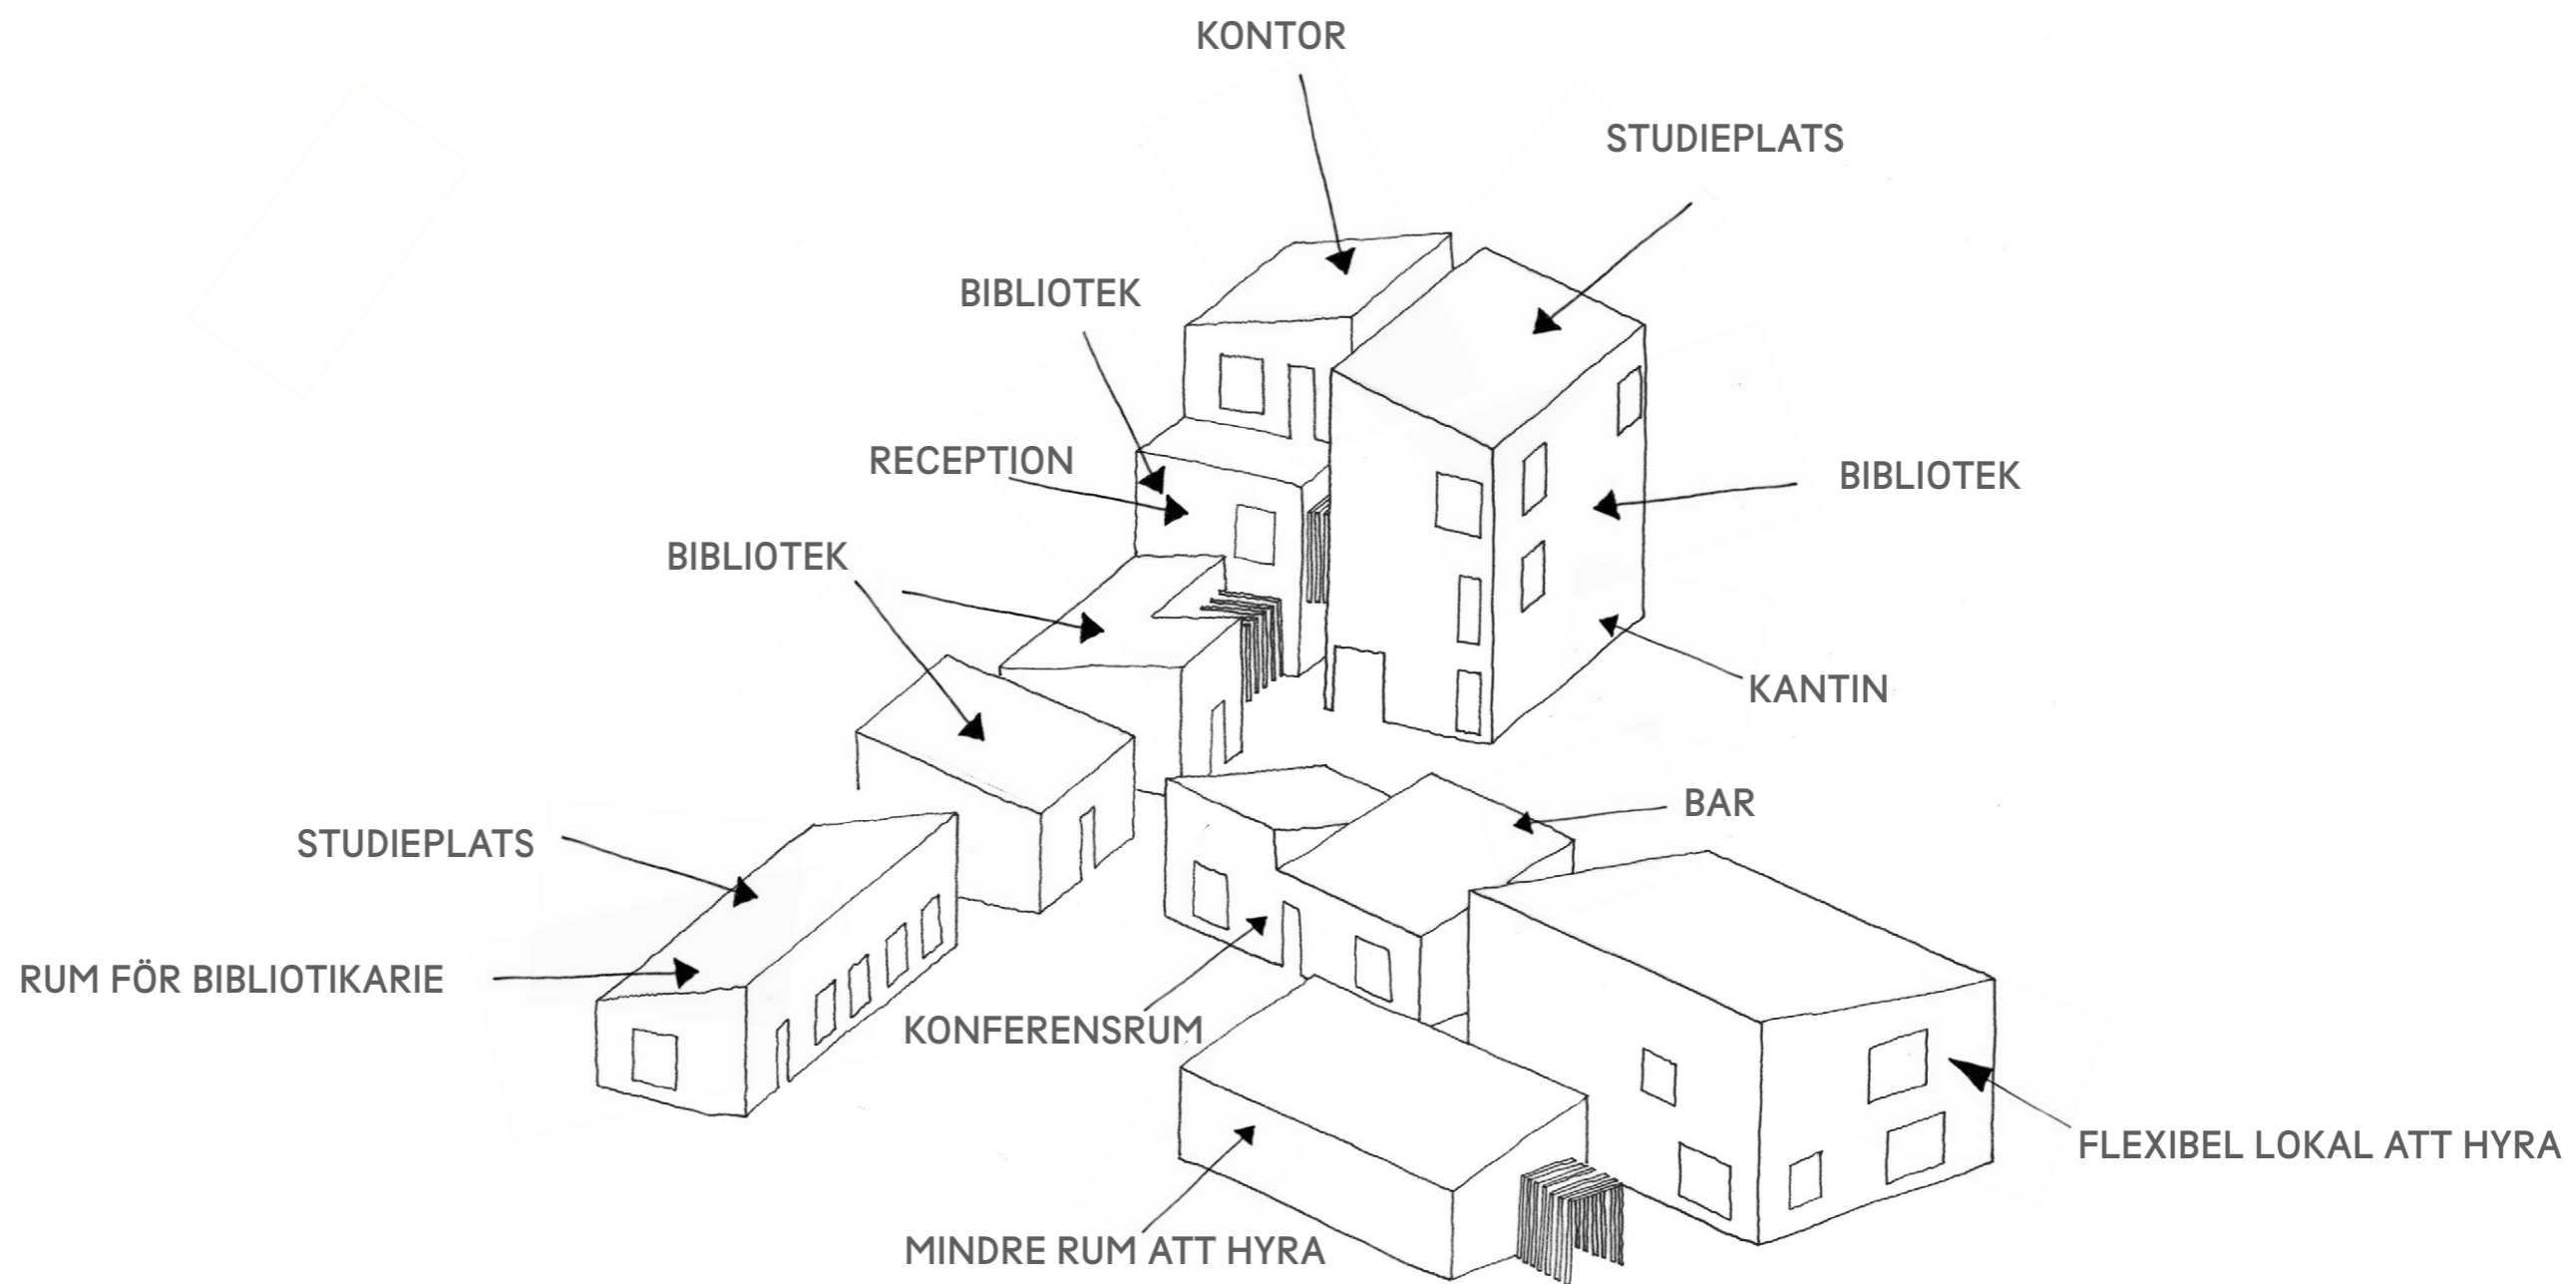 KONTOR
STUDIEPLATS
BIBLIOTEK
RECEPTION
BIBLIOTEK
BIBLIOTEK
KANTIN
BAR
STUDIEPLATS
RUM FÖR BIBLIOTIKARIE
KONFERENSRUM
FLEXIBEL LOKAL ATT HYRA
MINDRE RUM ATT HYRA